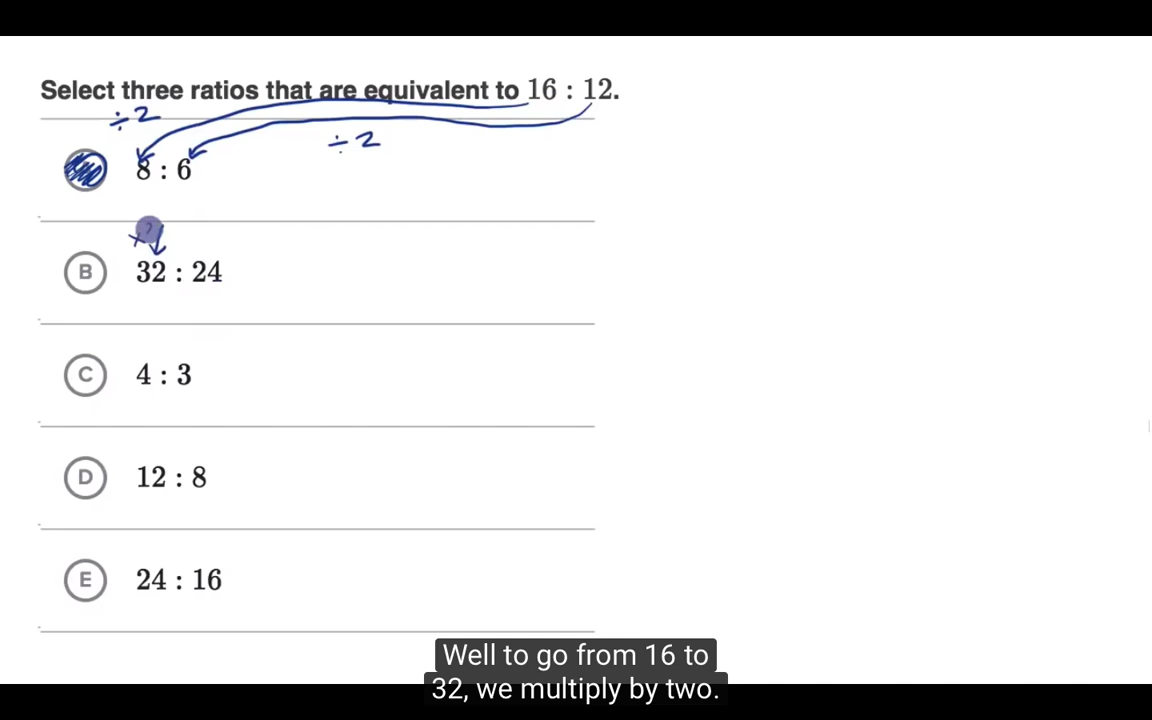 Select three ratios that are equivalent to 16 : 12.
÷2
÷2
8 : 6
B 32 : 24
C 4 : 3
D 12 : 8
E 24 : 16
Well to go from 16 to
32, we multiply by two.